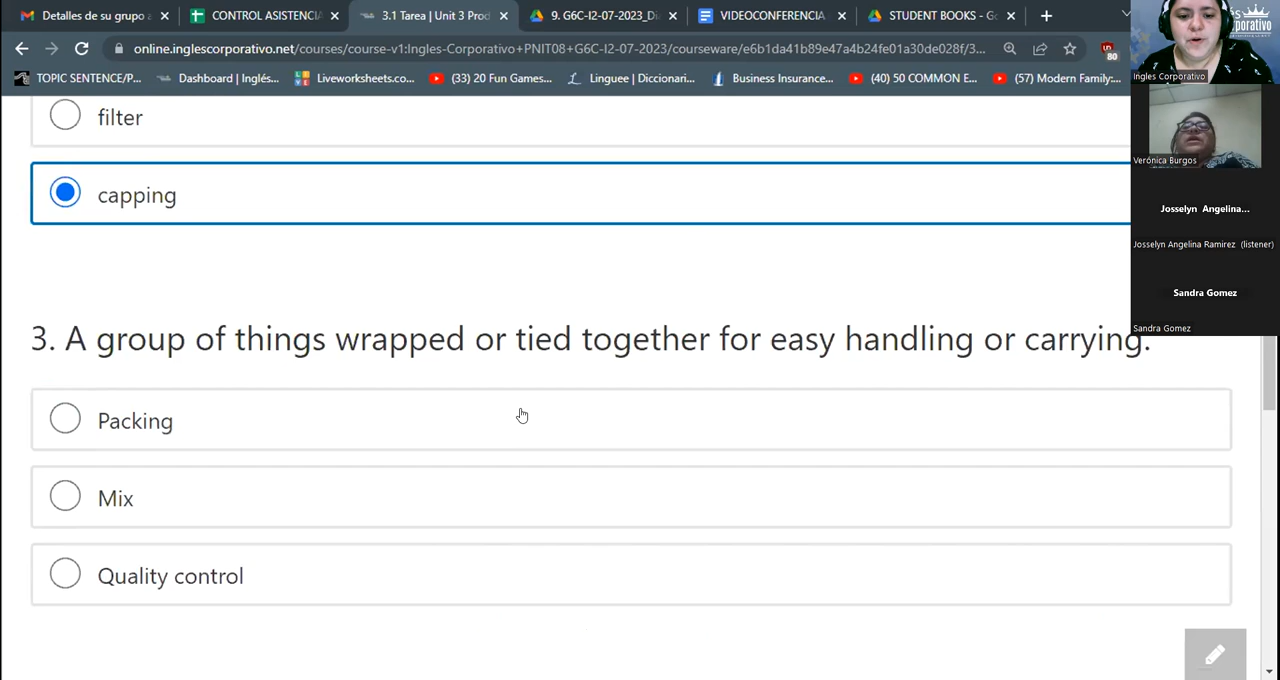 Detalles de su grupo a
CONTROL ASISTENCIA
3.1 Tarea | Unit 3 Prod
9. G6C-I2-07-2023_Di
VIDEOCONFERENCIA
STUDENT BOOKS - Go
online.inglescorporativo.net/courses/course-v1:Ingles-Corporativo+PNIT08+G6C-I2-07-2023/courseware/e6b1da41b89e47a4b24fe01a30de028f/3...
80
TOPIC SENTENCE/P...
Dashboard | Inglés...
Liveworksheets.co...
(33) 20 Fun Games...
Linguee | Diccionari...
Business Insurance...
(40) 50 COMMON E...
(57) Modern Family:...
Ingles Corporativo
Verónica Burgos
Josselyn Angelina...
Josselyn Angelina Ramirez (listener)
Sandra Gomez
Sandra Gomez
filter
capping
3. A group of things wrapped or tied together for easy handling or carrying.
Packing
Mix
Quality control